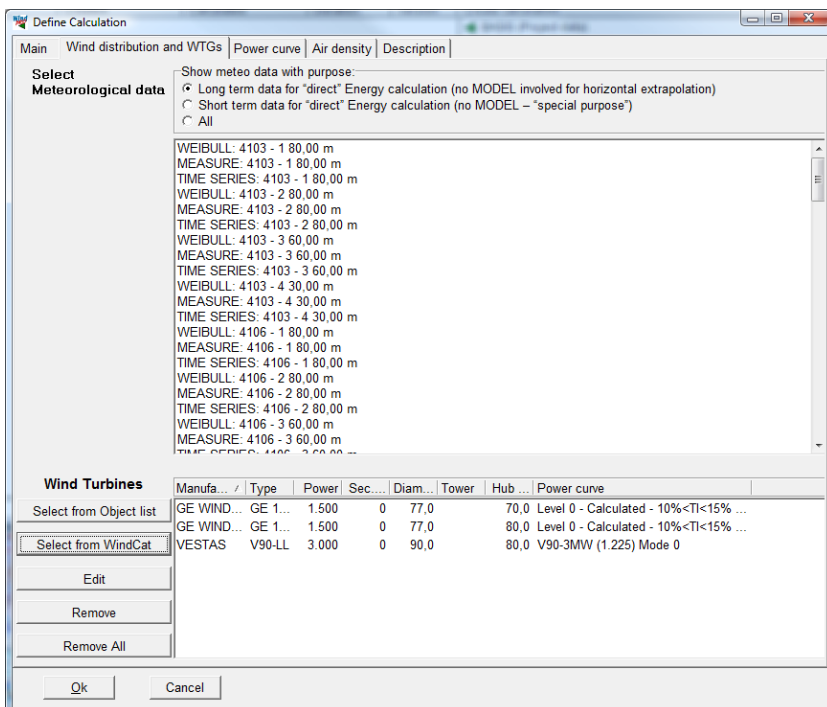 Define Calculation
Main Wind distribution and WTGs Power curve Air density Description
Select
Meteorological data
Show meteo data with purpose:
Long term data for "direct" Energy calculation (no MODEL involved for horizontal extrapolation)
Short term data for "direct" Energy calculation (no MODEL – "special purpose")
All
WEIBULL: 4103 - 1 80,00 m
MEASURE: 4103 - 1 80,00 m
TIME SERIES: 4103 - 1 80,00 m
WEIBULL: 4103 - 2 80,00 m
MEASURE: 4103 - 2 80,00 m
TIME SERIES: 4103 - 2 80,00 m
WEIBULL: 4103 - 3 60,00 m
MEASURE: 4103 - 3 60,00 m
TIME SERIES: 4103 - 3 60,00 m
WEIBULL: 4103 - 4 30,00 m
MEASURE: 4103 - 4 30,00 m
TIME SERIES: 4103 - 4 30,00 m
WEIBULL: 4106 - 1 80,00 m
MEASURE: 4106 - 1 80,00 m
TIME SERIES: 4106 - 1 80,00 m
WEIBULL: 4106 - 2 80,00 m
MEASURE: 4106 - 2 80,00 m
TIME SERIES: 4106 - 2 80,00 m
WEIBULL: 4106 - 3 60,00 m
MEASURE: 4106 - 3 60,00 m
TIME SERIES: 4106 - 3 60,00 m
Wind Turbines
Select from Object list
Select from WindCat
Edit
Remove
Remove All
Manufa... / Type Power Sec.... Diam... Tower Hub ... Power curve
GE WIND... GE 1... 1.500 0 77,0 70,0 Level 0 - Calculated - 10%<TI<15% ...
GE WIND... GE 1... 1.500 0 77,0 80,0 Level 0 - Calculated - 10%<TI<15% ...
VESTAS V90-LL 3.000 0 90,0 80,0 V90-3MW (1.225) Mode 0
Ok Cancel